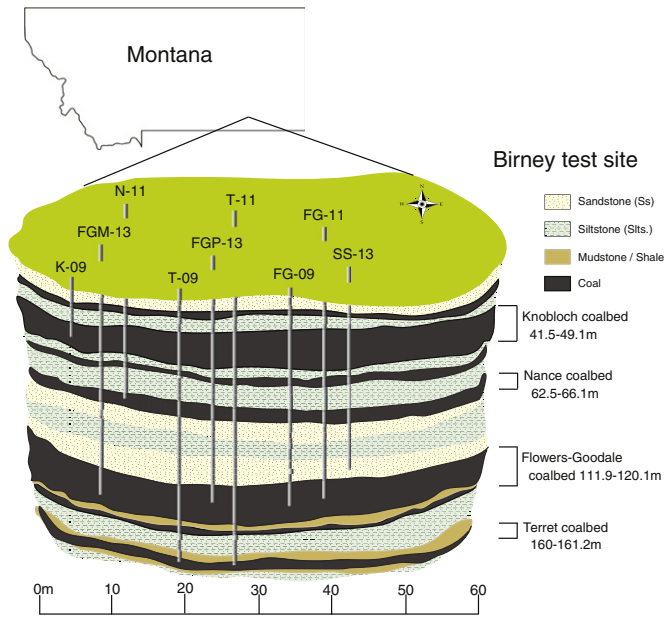 Montana
Birney test site
N-11
T-11
FG-11
FGM-13
FGP-13
SS-13
K-09
T-09
FG-09
N
E
S
Sandstone (Ss)
Siltstone (Slts.)
Mudstone / Shale
Coal
Knobloch coalbed
41.5-49.1m
Nance coalbed
62.5-66.1m
Flowers-Goodale
coalbed 111.9-120.1m
Terret coalbed
160-161.2m
0m 10 20 30 40 50 60